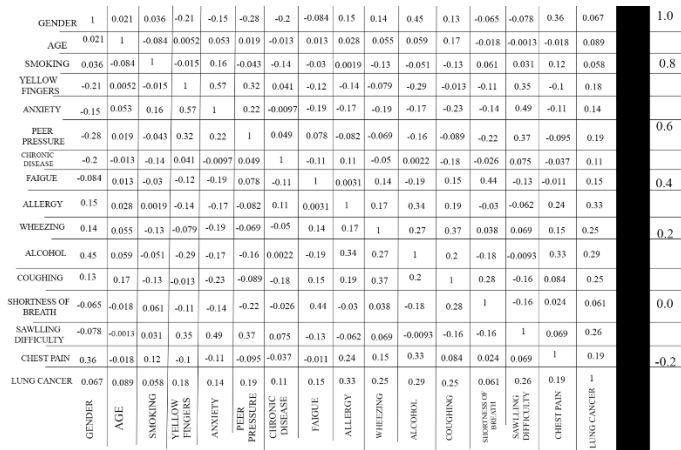 GENDER 1 0.021 0.036 -0.21 -0.15 -0.28 -0.2 -0.084 0.15 0.14 0.45 0.13 -0.065 -0.078 0.36 0.067 1.0
AGE 0.021 1 -0.084 0.0052 0.053 0.019 -0.013 0.013 0.028 0.055 0.059 0.17 -0.018 -0.0013 -0.018 0.089
SMOKING 0.036 -0.084 1 -0.015 0.16 -0.043 -0.14 -0.03 0.0019 -0.13 -0.051 -0.13 0.061 0.031 0.12 0.058 0.8
YELLOW
FINGERS -0.21 0.0052 -0.015 1 0.57 0.32 0.041 -0.12 -0.14 -0.079 -0.29 -0.013 -0.11 0.35 -0.1 0.18
ANXIETY -0.15 0.053 0.16 0.57 1 0.22 -0.0097 -0.19 -0.17 -0.19 -0.17 -0.23 -0.14 0.49 -0.11 0.14
PEER
PRESSURE -0.28 0.019 -0.043 0.32 0.22 1 0.049 0.078 -0.082 -0.069 -0.16 -0.089 -0.22 0.37 -0.095 0.19 0.6
CHRONIC
DISEASE -0.2 -0.013 -0.14 0.041 -0.0097 0.049 1 -0.11 0.11 -0.05 0.0022 -0.18 -0.026 0.075 -0.037 0.11
FAIGUE -0.084 0.013 -0.03 -0.12 -0.19 0.078 -0.11 1 0.0031 0.14 -0.19 0.15 0.44 -0.13 -0.011 0.15 0.4
ALLERGY 0.15 0.028 0.0019 -0.14 -0.17 -0.082 0.11 0.0031 1 0.17 0.34 0.19 -0.03 -0.062 0.24 0.33
WHEEZING 0.14 0.055 -0.13 -0.079 -0.19 -0.069 -0.05 0.14 0.17 1 0.27 0.37 0.038 0.069 0.15 0.25 0.2
ALCOHOL 0.45 0.059 -0.051 -0.29 -0.17 -0.16 0.0022 -0.19 0.34 0.27 1 0.2 -0.18 -0.0093 0.33 0.29
COUGHING 0.13 0.17 -0.13 -0.013 -0.23 -0.089 -0.18 0.15 0.19 0.37 0.2 1 0.28 -0.16 0.084 0.25
SHORTNESS OF
BREATH -0.065 -0.018 0.061 -0.11 -0.14 -0.22 -0.026 0.44 -0.03 0.038 -0.18 0.28 1 -0.16 0.024 0.061 0.0
SAWLLING
DIFFICULTY -0.078 -0.0013 0.031 0.35 0.49 0.37 0.075 -0.13 -0.062 0.069 -0.0093 -0.16 -0.16 1 0.069 0.26
CHEST PAIN 0.36 -0.018 0.12 -0.1 -0.11 -0.095 -0.037 -0.011 0.24 0.15 0.33 0.084 0.024 0.069 1 0.19 -0.2
LUNG CANCER 0.067 0.089 0.058 0.18 0.14 0.19 0.11 0.15 0.33 0.25 0.29 0.25 0.061 0.26 0.19 1
GENDER
AGE
SMOKING
YELLOW
FINGERS
ANXIETY
PEER
PRESSURE
CHRONIC
DISEASE
FAIGUE
ALLERGY
WHEEZING
ALCOHOL
COUGHING
SHORTNESS OF
BREATH
SAWLLING
DIFFICULTY
CHEST PAIN
LUNG CANCER